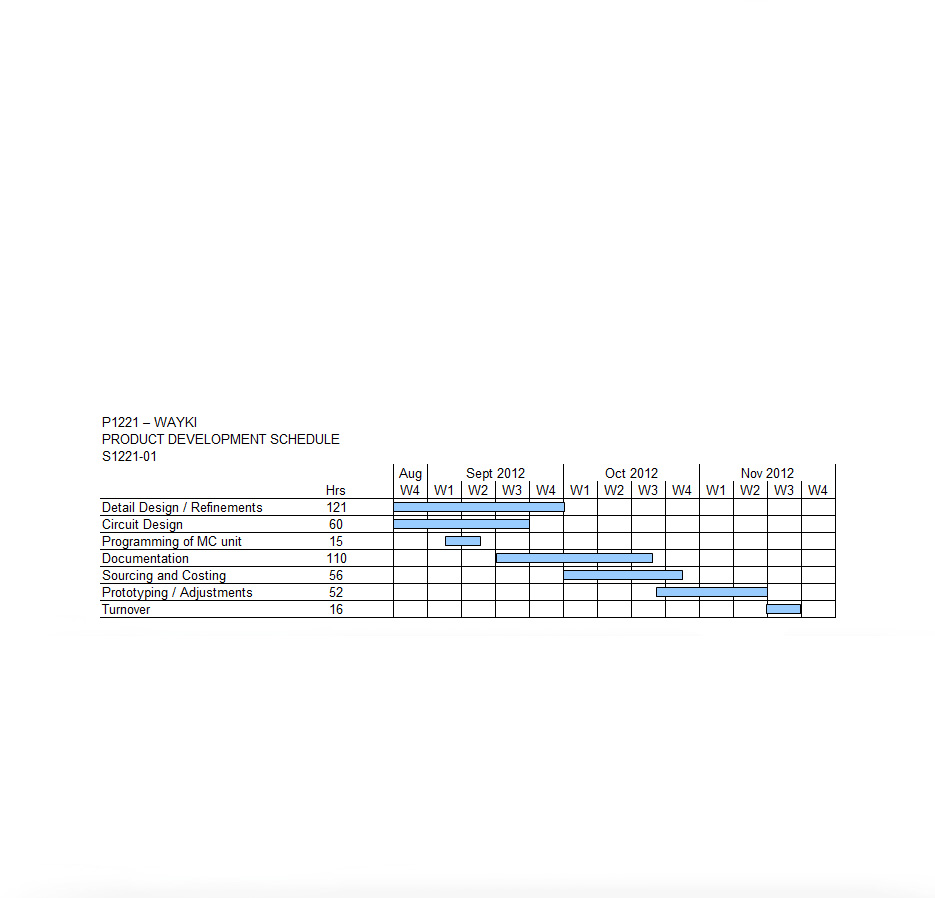 P1221 – WAYKI
PRODUCT DEVELOPMENT SCHEDULE
S1221-01
Aug Sept 2012 Oct 2012 Nov 2012
Hrs W4 W1 W2 W3 W4 W1 W2 W3 W4 W1 W2 W3 W4
Detail Design / Refinements 121
Circuit Design 60
Programming of MC unit 15
Documentation 110
Sourcing and Costing 56
Prototyping / Adjustments 52
Turnover 16